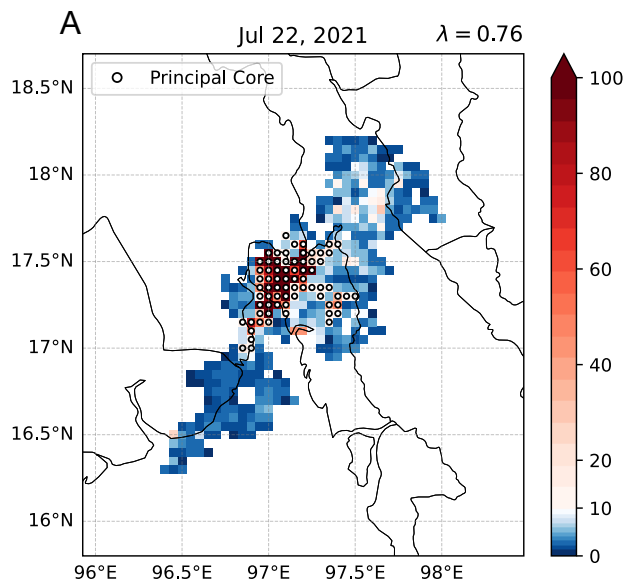 A
Jul 22, 2021
λ = 0.76
Principal Core
18.5°N
18°N
17.5°N
17°N
16.5°N
16°N
96°E
96.5°E
97°E
97.5°E
98°E
100
80
60
40
20
10
0